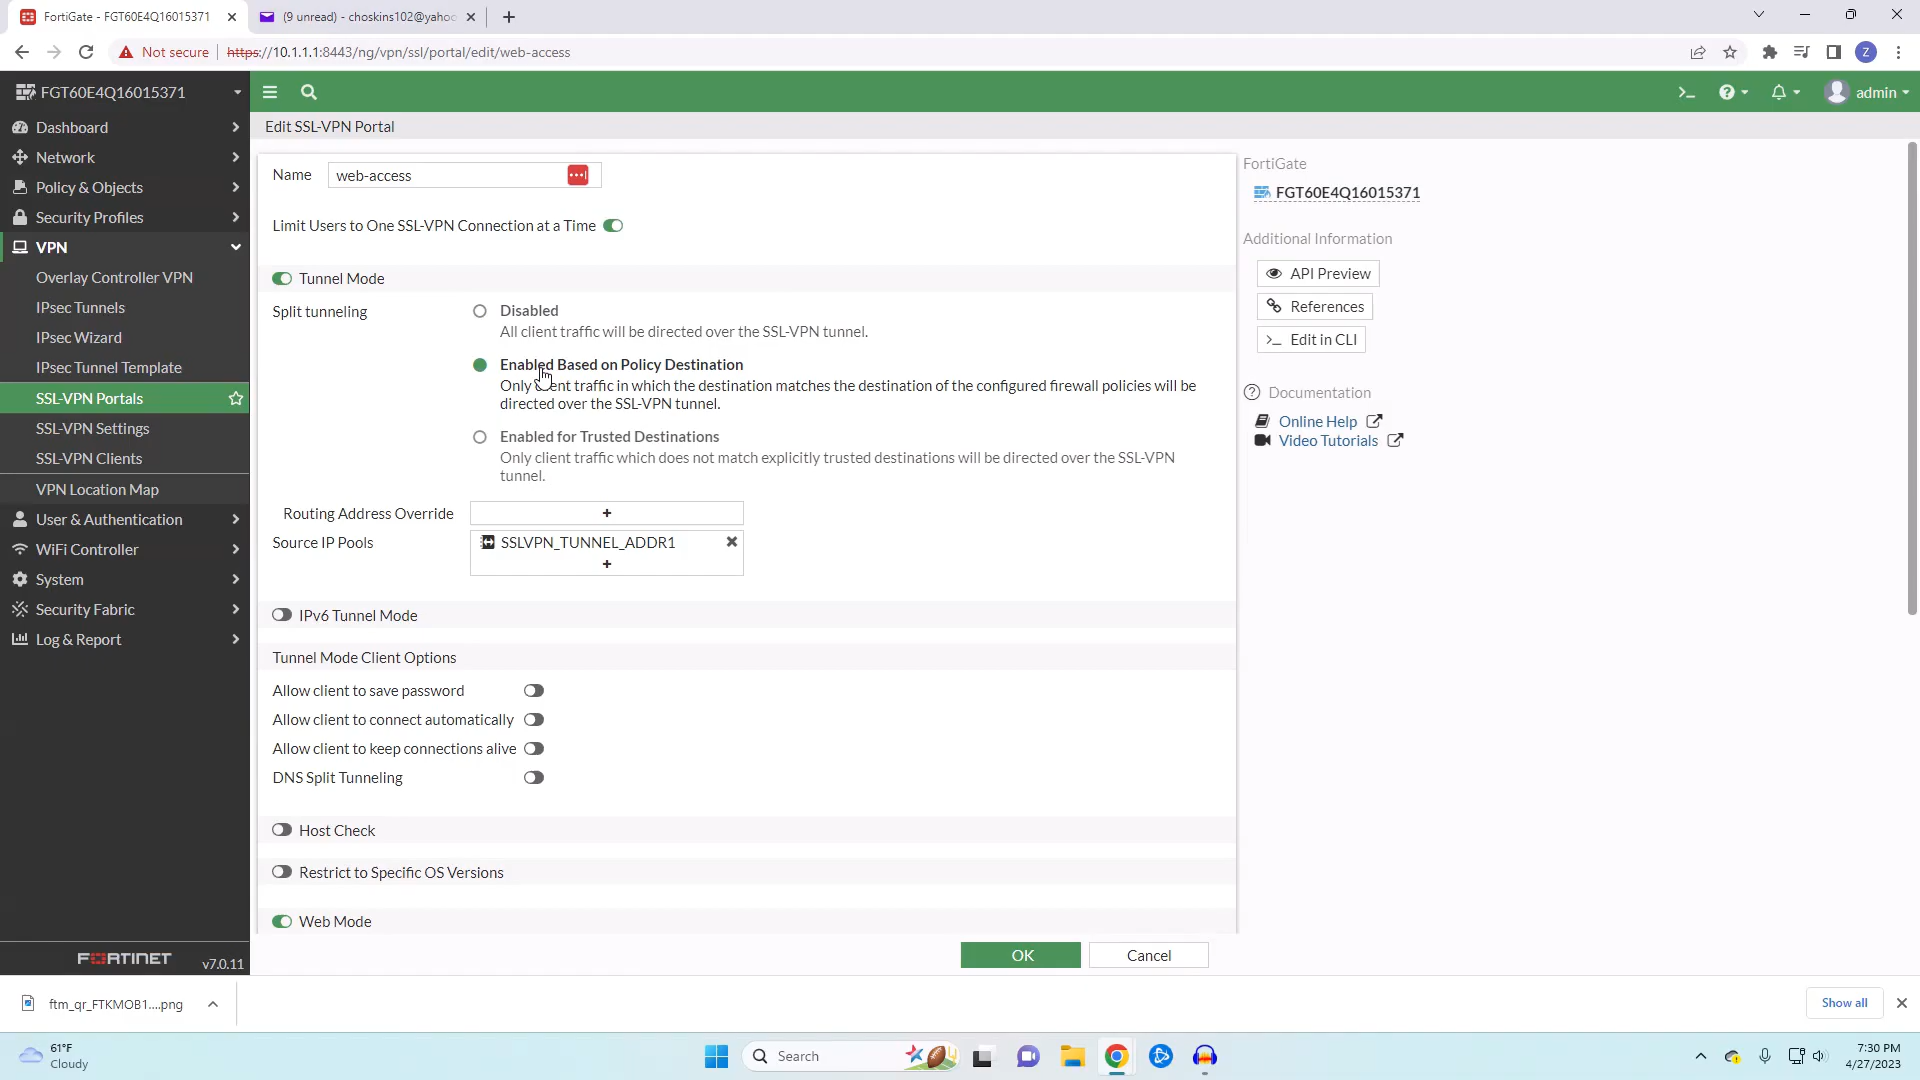 FortiGate - FGT60E4Q16015371
(9 unread) - choskins102@yahoo
Not secure
https://10.1.1.1:8443/ng/vpn/ssl/portal/edit/web-access
Z
FGT60E4Q16015371
admin
Dashboard
Network
Policy & Objects
Security Profiles
VPN
Overlay Controller VPN
IPsec Tunnels
IPsec Wizard
IPsec Tunnel Template
SSL-VPN Portals
SSL-VPN Settings
SSL-VPN Clients
VPN Location Map
User & Authentication
WiFi Controller
System
Security Fabric
Log & Report
FORTINET
v7.0.11
Edit SSL-VPN Portal
Name
web-access
Limit Users to One SSL-VPN Connection at a Time
Tunnel Mode
Split tunneling
Disabled
All client traffic will be directed over the SSL-VPN tunnel.
Enabled Based on Policy Destination
Only client traffic in which the destination matches the destination of the configured firewall policies will be
directed over the SSL-VPN tunnel.
Enabled for Trusted Destinations
Only client traffic which does not match explicitly trusted destinations will be directed over the SSL-VPN
tunnel.
Routing Address Override
+
Source IP Pools
SSLVPN_TUNNEL_ADDR1
+
IPv6 Tunnel Mode
Tunnel Mode Client Options
Allow client to save password
Allow client to connect automatically
Allow client to keep connections alive
DNS Split Tunneling
Host Check
Restrict to Specific OS Versions
Web Mode
OK
Cancel
FortiGate
FGT60E4Q16015371
Additional Information
API Preview
References
>_ Edit in CLI
Documentation
Online Help
Video Tutorials
ftm_qr_FTKMOB1....png
Show all
61°F
Cloudy
Search
7:30 PM
4/27/2023